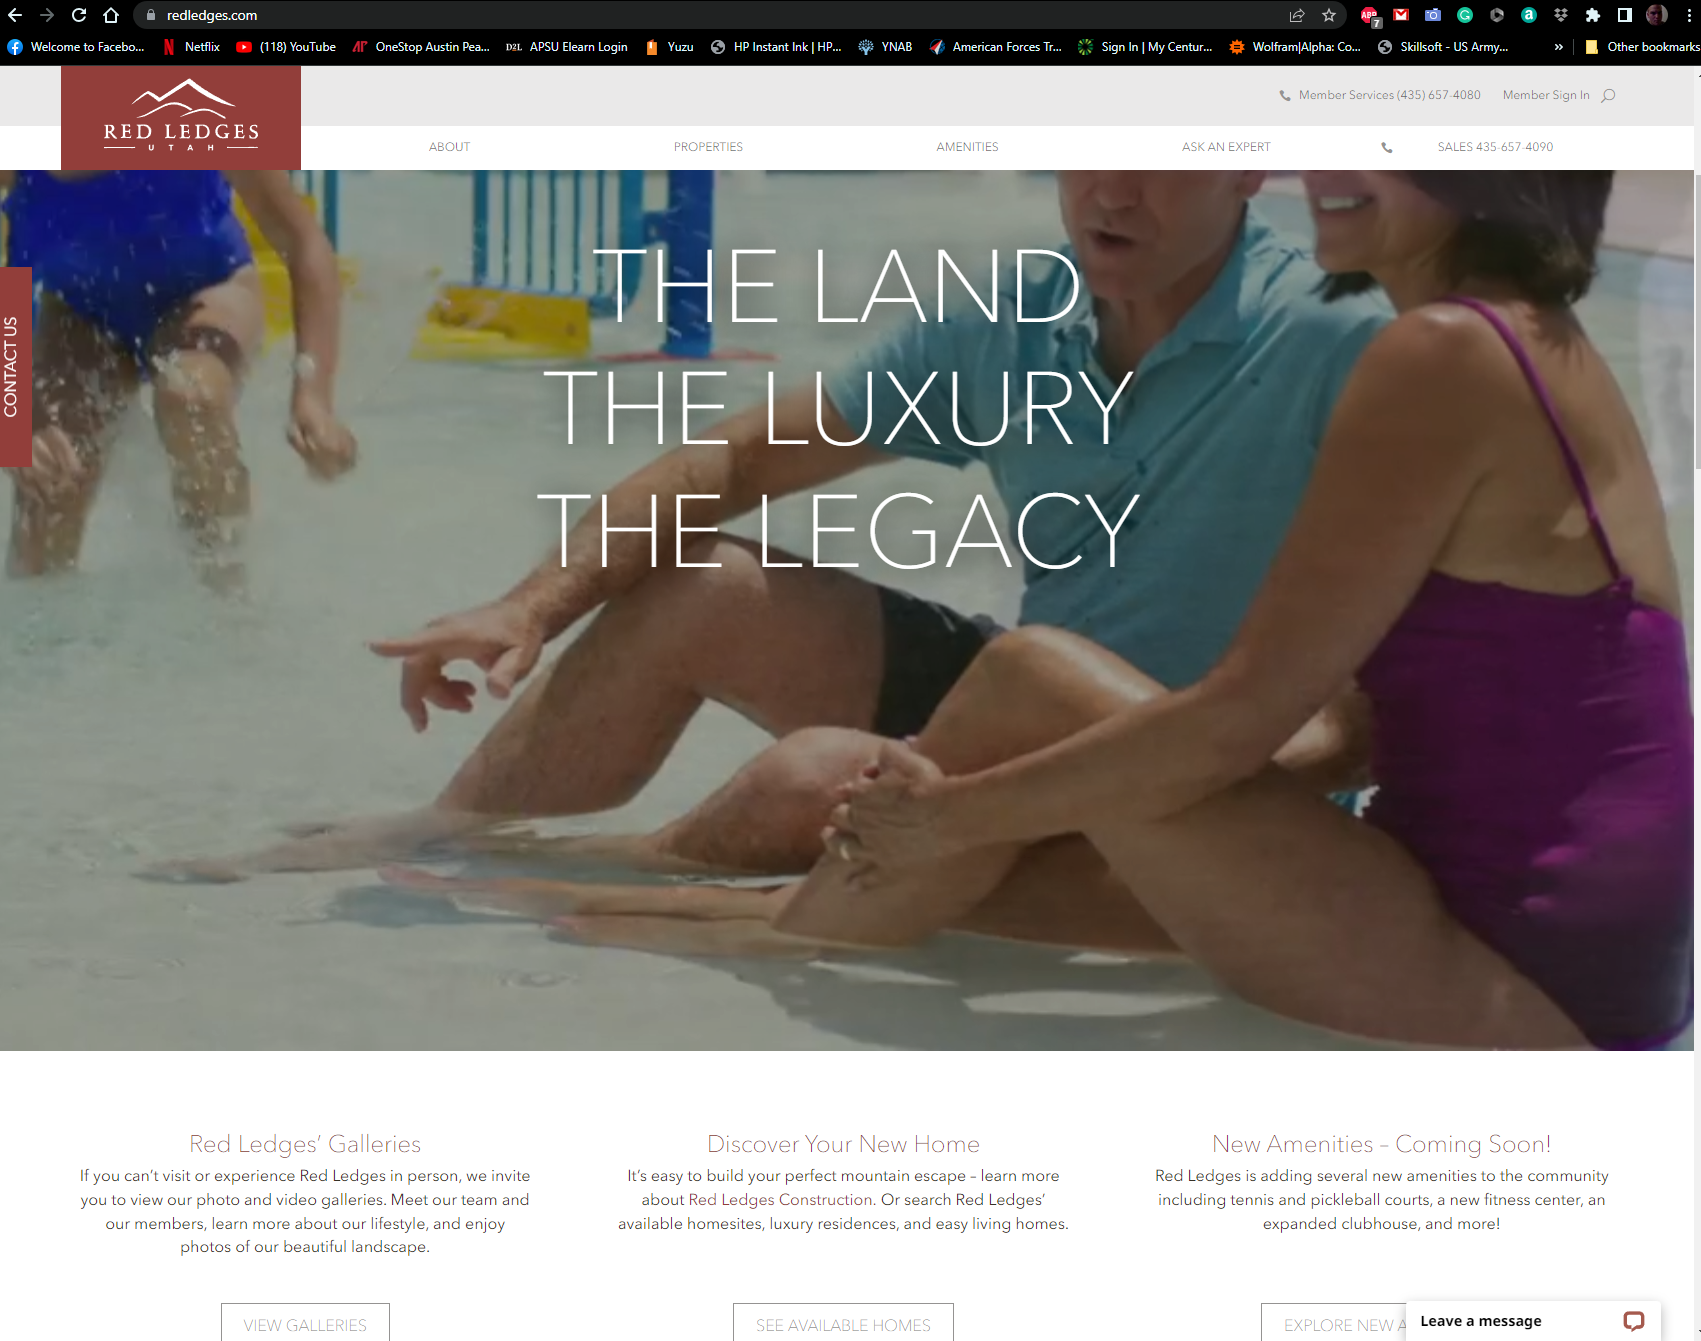 redledges.com
ABP
7
Welcome to Facebo...
Netflix
(118) YouTube
OneStop Austin Pea...
D2L
APSU Elearn Login
Yuzu
HP Instant Ink | HP...
YNAB
American Forces Tr...
Sign In | My Centur...
Wolfram|Alpha: Co...
Skillsoft - US Army...
»
Other bookmarks
RED LEDGES
UTAH
Member Services (435) 657-4080
Member Sign In
ABOUT
PROPERTIES
AMENITIES
ASK AN EXPERT
SALES 435-657-4090
CONTACT US
THE LAND
THE LUXURY
THE LEGACY
Red Ledges’ Galleries
If you can’t visit or experience Red Ledges in person, we invite
you to view our photo and video galleries. Meet our team and
our members, learn more about our lifestyle, and enjoy
photos of our beautiful landscape.
VIEW GALLERIES
Discover Your New Home
It’s easy to build your perfect mountain escape – learn more
about Red Ledges Construction. Or search Red Ledges’
available homesites, luxury residences, and easy living homes.
SEE AVAILABLE HOMES
New Amenities – Coming Soon!
Red Ledges is adding several new amenities to the community
including tennis and pickleball courts, a new fitness center, an
expanded clubhouse, and more!
EXPLORE NEW A
Leave a message